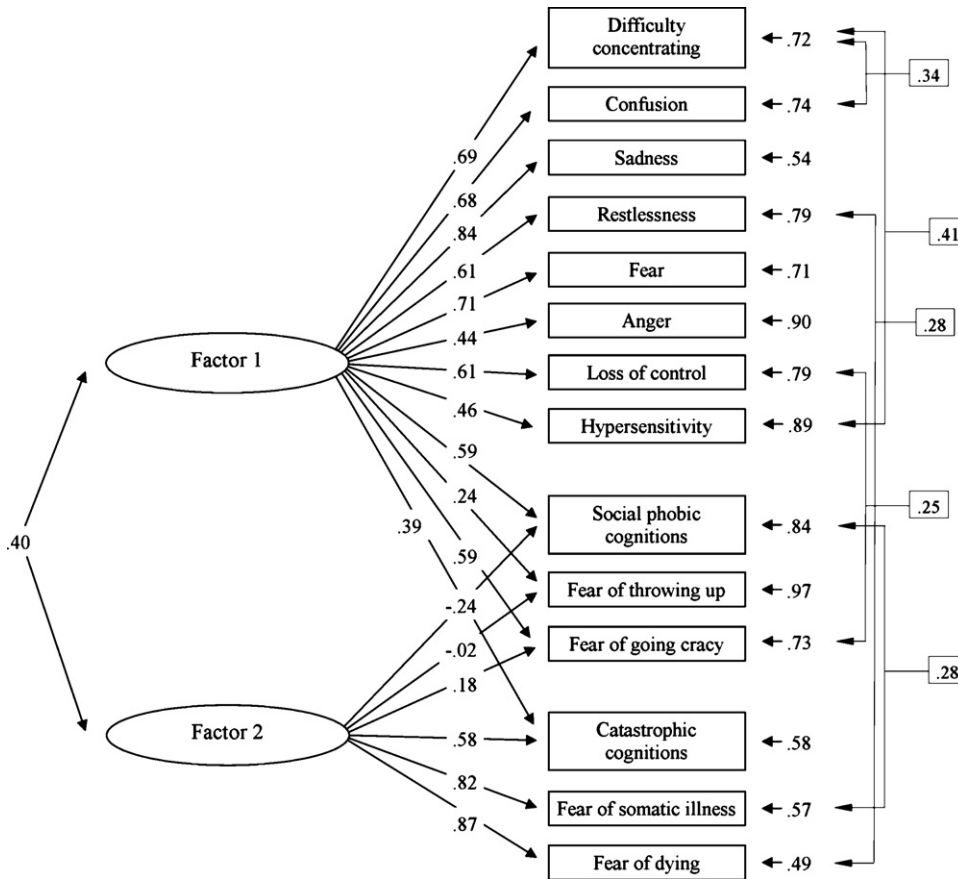 Difficulty
concentrating
.72
.34
Confusion
.74
.69
Sadness
.54
.68
Restlessness
.79
.84
.41
.61
Fear
.71
.71
Anger
.90
.28
.44
Factor 1
.61
Loss of control
.79
.46
Hypersensitivity
.89
.59
.24
.25
.39
Social phobic
cognitions
.84
.40
.59
Fear of throwing up
.97
-.24
Fear of going cracy
.73
-.02
.28
.18
Factor 2
.58
Catastrophic
cognitions
.58
.82
Fear of somatic illness
.57
.87
Fear of dying
.49